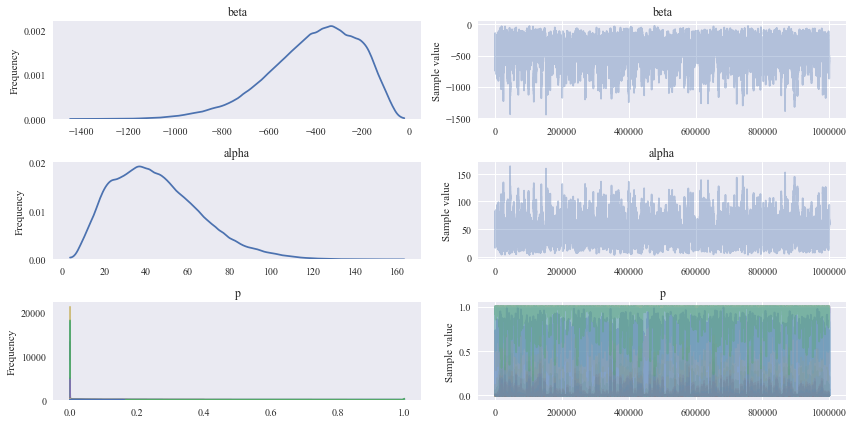 beta
Frequency
0.002
0.001
0.000
−1400 −1200 −1000 −800 −600 −400 −200 0
beta
Sample value
0
−500
−1000
−1500
0 200000 400000 600000 800000 1000000
alpha
Frequency
0.02
0.01
0.00
0 20 40 60 80 100 120 140 160
alpha
Sample value
150
100
50
0
0 200000 400000 600000 800000 1000000
p
Frequency
20000
10000
0
0.0 0.2 0.4 0.6 0.8 1.0
p
Sample value
1.0
0.5
0.0
0 200000 400000 600000 800000 1000000